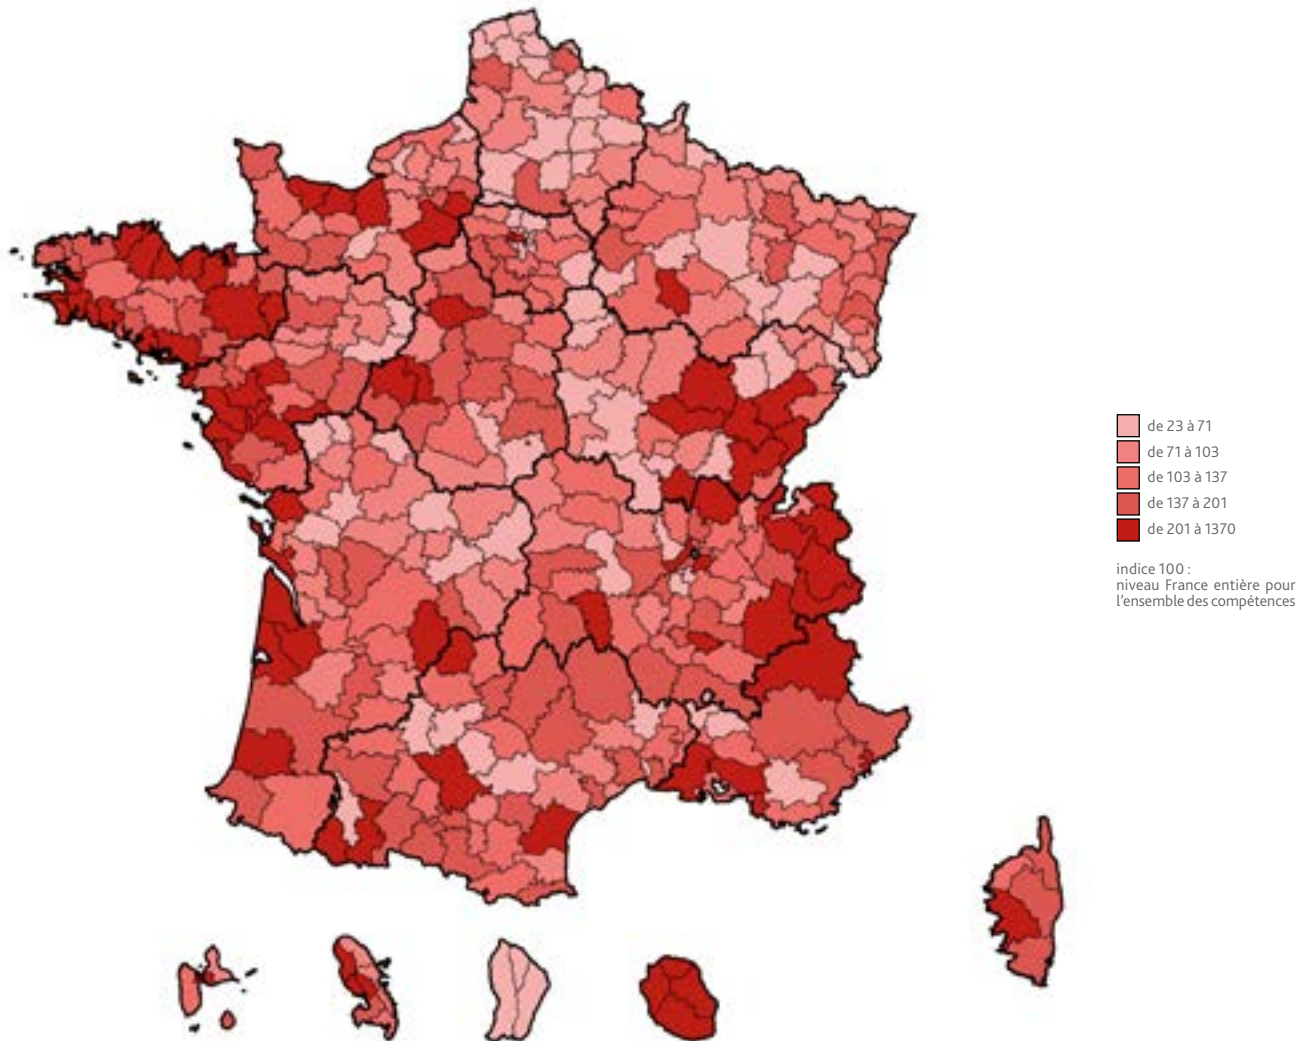 de 23 à 71
de 71 à 103
de 103 à 137
de 137 à 201
de 201 à 1370
indice 100 :
niveau France entière pour
l'ensemble des compétences